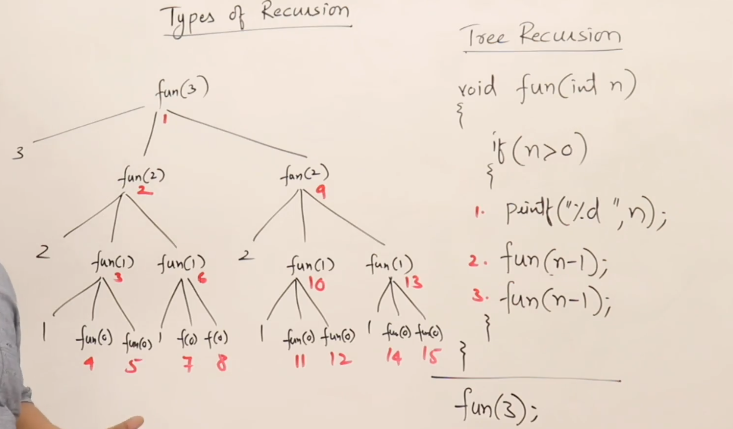 Types of Recursion
fun(3)
1
3
fun(2)
2
fun(2)
9
2
fun(1)
3
fun(1)
6
2
fun(1)
10
fun(1)
13
1
fun(0)
4
fun(0)
5
1
f(0)
7
f(0)
8
1
fun(0)
11
fun(0)
12
1
fun(0)
14
fun(0)
15
Tree Recursion
void fun(int n)
{
if(n>0)
{
1. printf("%d ",n);
2. fun(n-1);
3. fun(n-1);
}
}
fun(3);